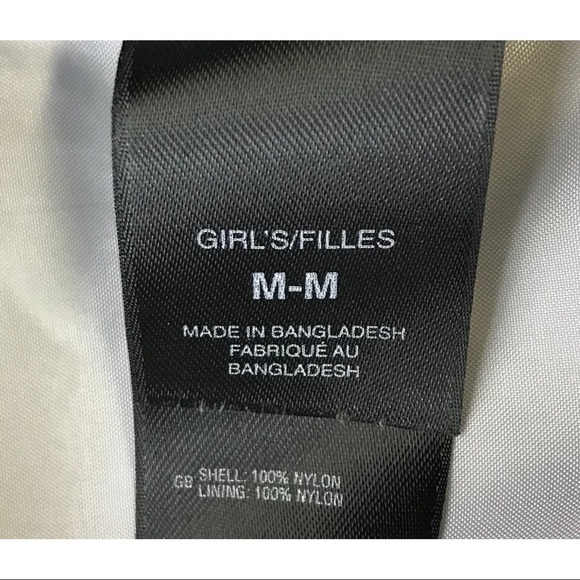 GIRL'S/FILLES
M-M
MADE IN BANGLADESH
FABRIQUÉ AU
BANGLADESH
GB SHELL: 100% NYLON
LINING: 100% NYLON